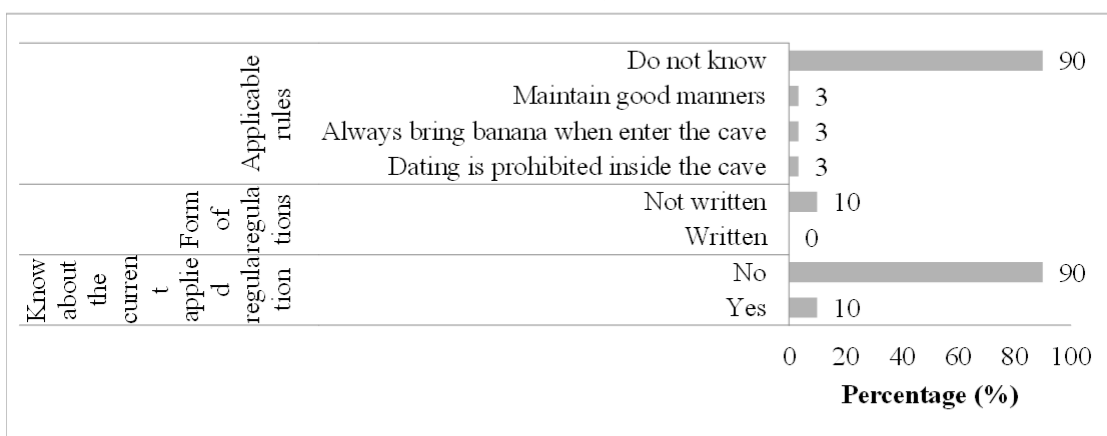 Applicable
rules
Do not know 90
Maintain good manners 3
Always bring banana when enter the cave 3
Dating is prohibited inside the cave 3
Form
of
regula
tions
Not written 10
Written 0
Know
about
the
curren
t
applie
d
regula
tion
No 90
Yes 10
0 20 40 60 80 100
Percentage (%)